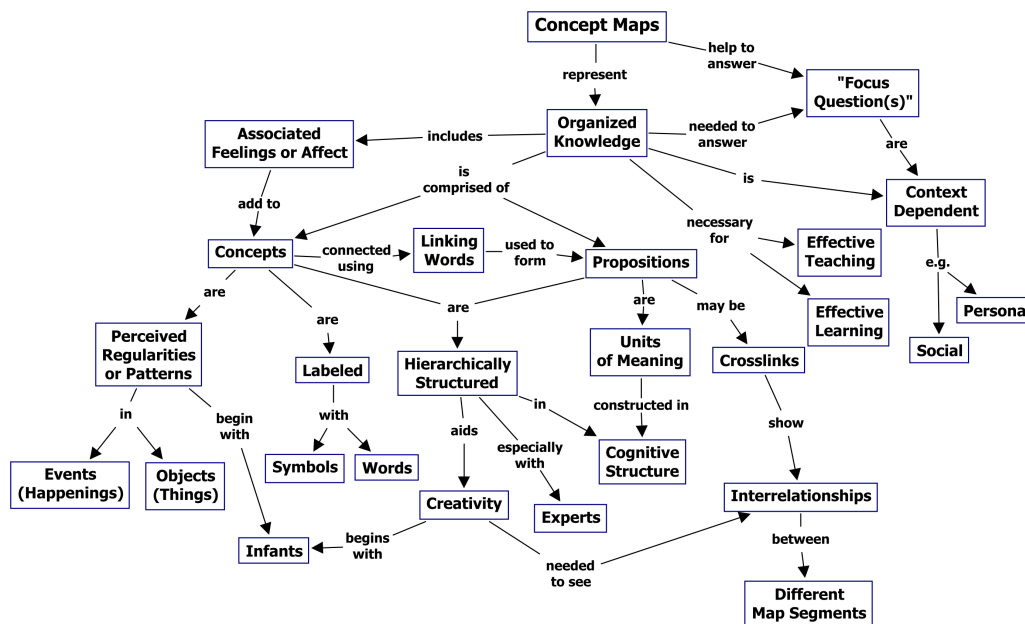 Concept Maps
help to
answer
represent
"Focus
Question(s)"
Organized
Knowledge
Associated
Feelings or Affect
includes
needed to
answer
are
is
comprised of
is
Context
Dependent
add to
necessary
for
Concepts
connected
using
Linking
Words
used to
form
Propositions
Effective
Teaching
e.g.
are
are
are
are
may be
Effective
Learning
Persona
Perceived
Regularities
or Patterns
Labeled
Hierarchically
Structured
Units
of Meaning
Crosslinks
Social
in
begin
with
with
aids
in
constructed in
show
especially
with
Events
(Happenings)
Objects
(Things)
Symbols
Words
Cognitive
Structure
Creativity
Experts
Interrelationships
Infants
begins
with
needed
to see
between
Different
Map Segments